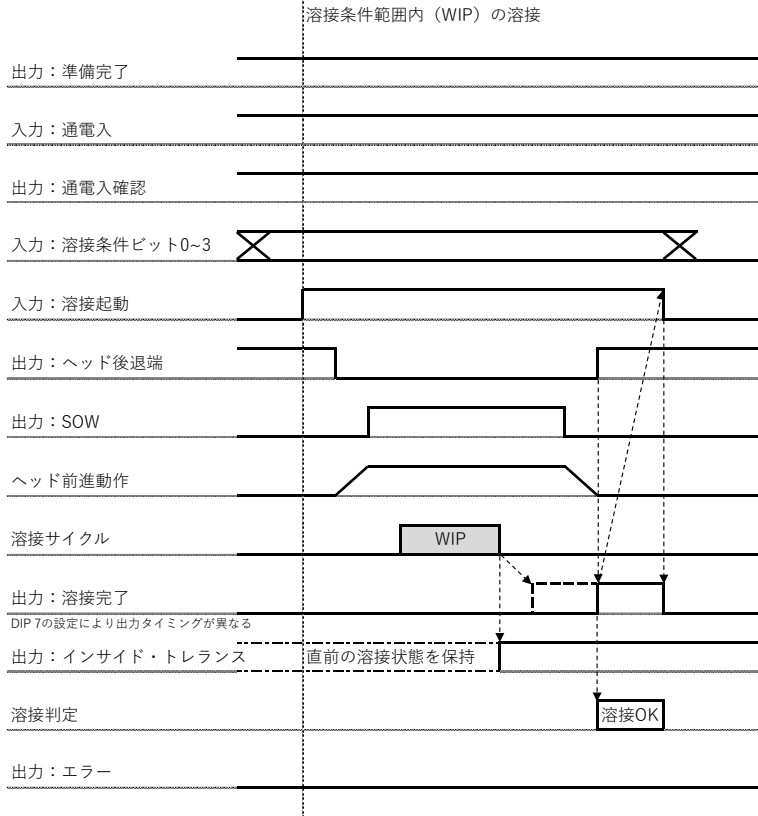 溶接条件範囲内（WIP）の溶接
出力：準備完了
入力：通電入
出力：通電入確認
入力：溶接条件ビット0~3
入力：溶接起動
出力：ヘッド後退端
出力：SOW
ヘッド前進動作
溶接サイクル
WIP
出力：溶接完了
DIP 7の設定により出力タイミングが異なる
出力：インサイド・トレランス
直前の溶接状態を保持
溶接判定
溶接OK
出力：エラー